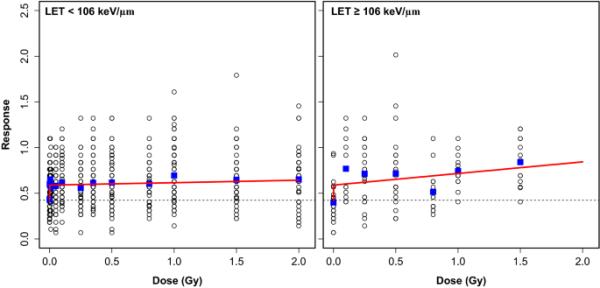 LET < 106 keV/μm
LET ≥ 106 keV/μm
Response
2.5
2.0
1.5
1.0
0.5
0.0
0.0 0.5 1.0 1.5 2.0
0.0 0.5 1.0 1.5 2.0
Dose (Gy)
Dose (Gy)